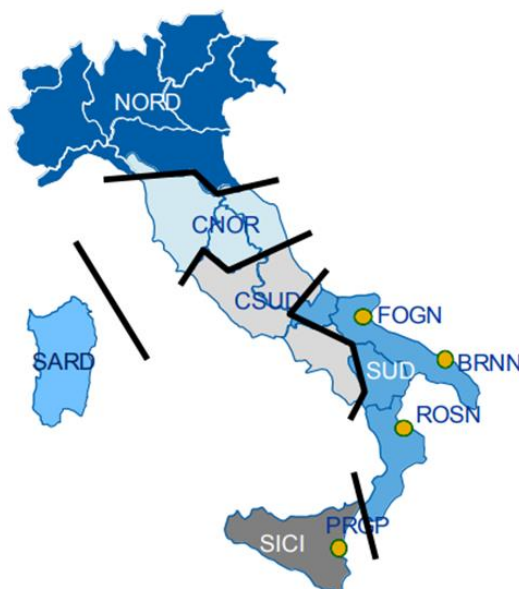 NORD
CNOR
CSUD
FOGN
SARD
SUD
BRNN
ROSN
PRGP
SICI